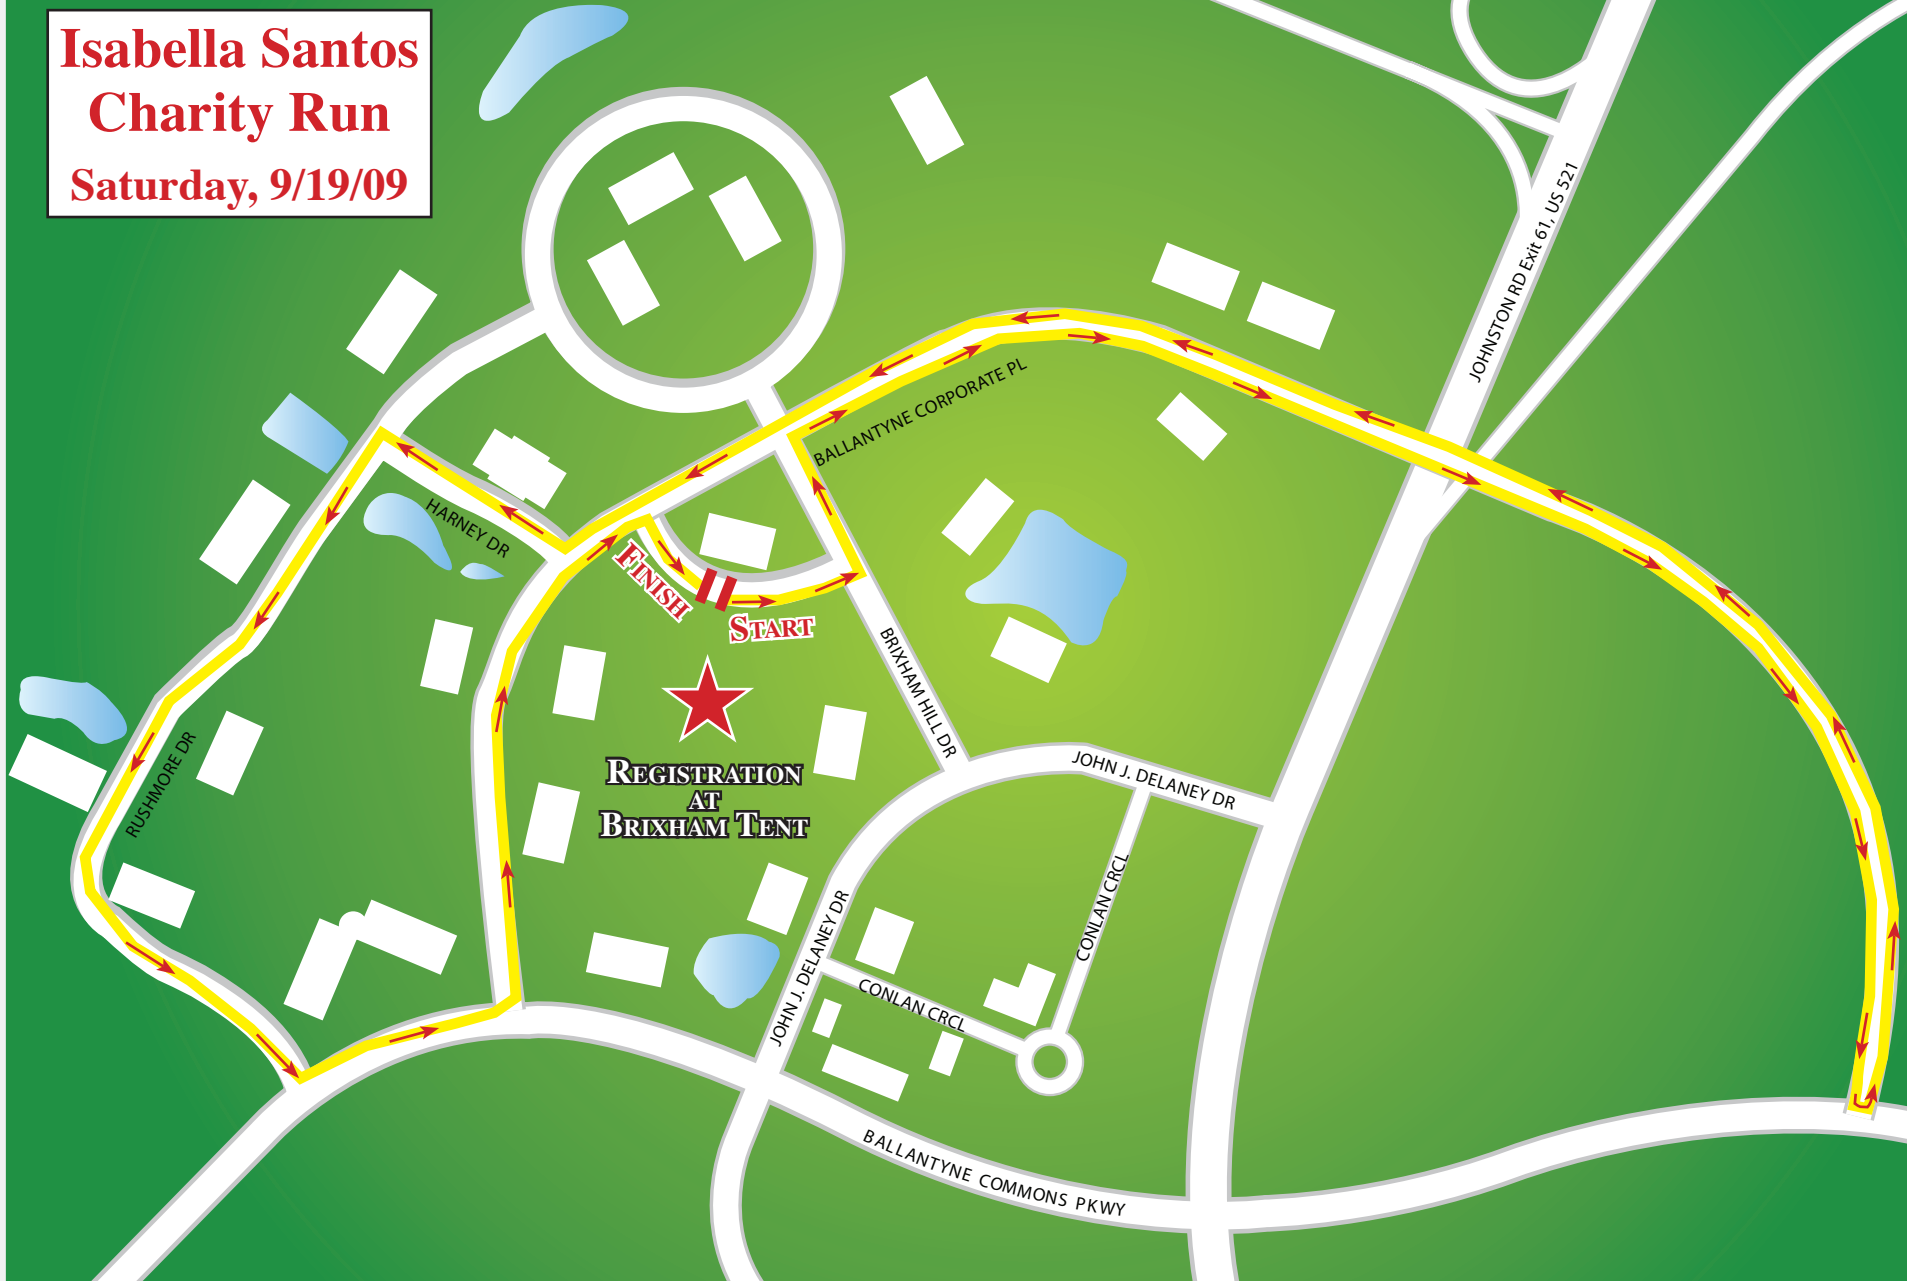 Isabella Santos
Charity Run
Saturday, 9/19/09
JOHNSTON RD Exit 61, US 521
BALLANTYNE CORPORATE PL
HARNEY DR
FINISH
START
BRIXHAM HILL DR
RUSHMORE DR
REGISTRATION
AT
BRIXHAM TENT
JOHN J. DELANEY DR
CONLAN CRCL
JOHN J. DELANEY DR
CONLAN CRCL
BALLANTYNE COMMONS PKWY